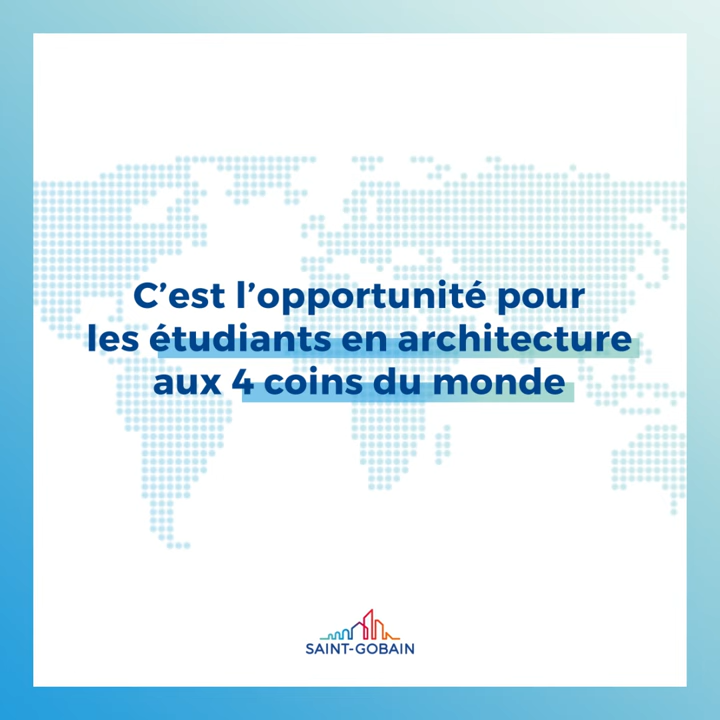 C’est l’opportunité pour
les étudiants en architecture
aux 4 coins du monde
SAINT-GOBAIN